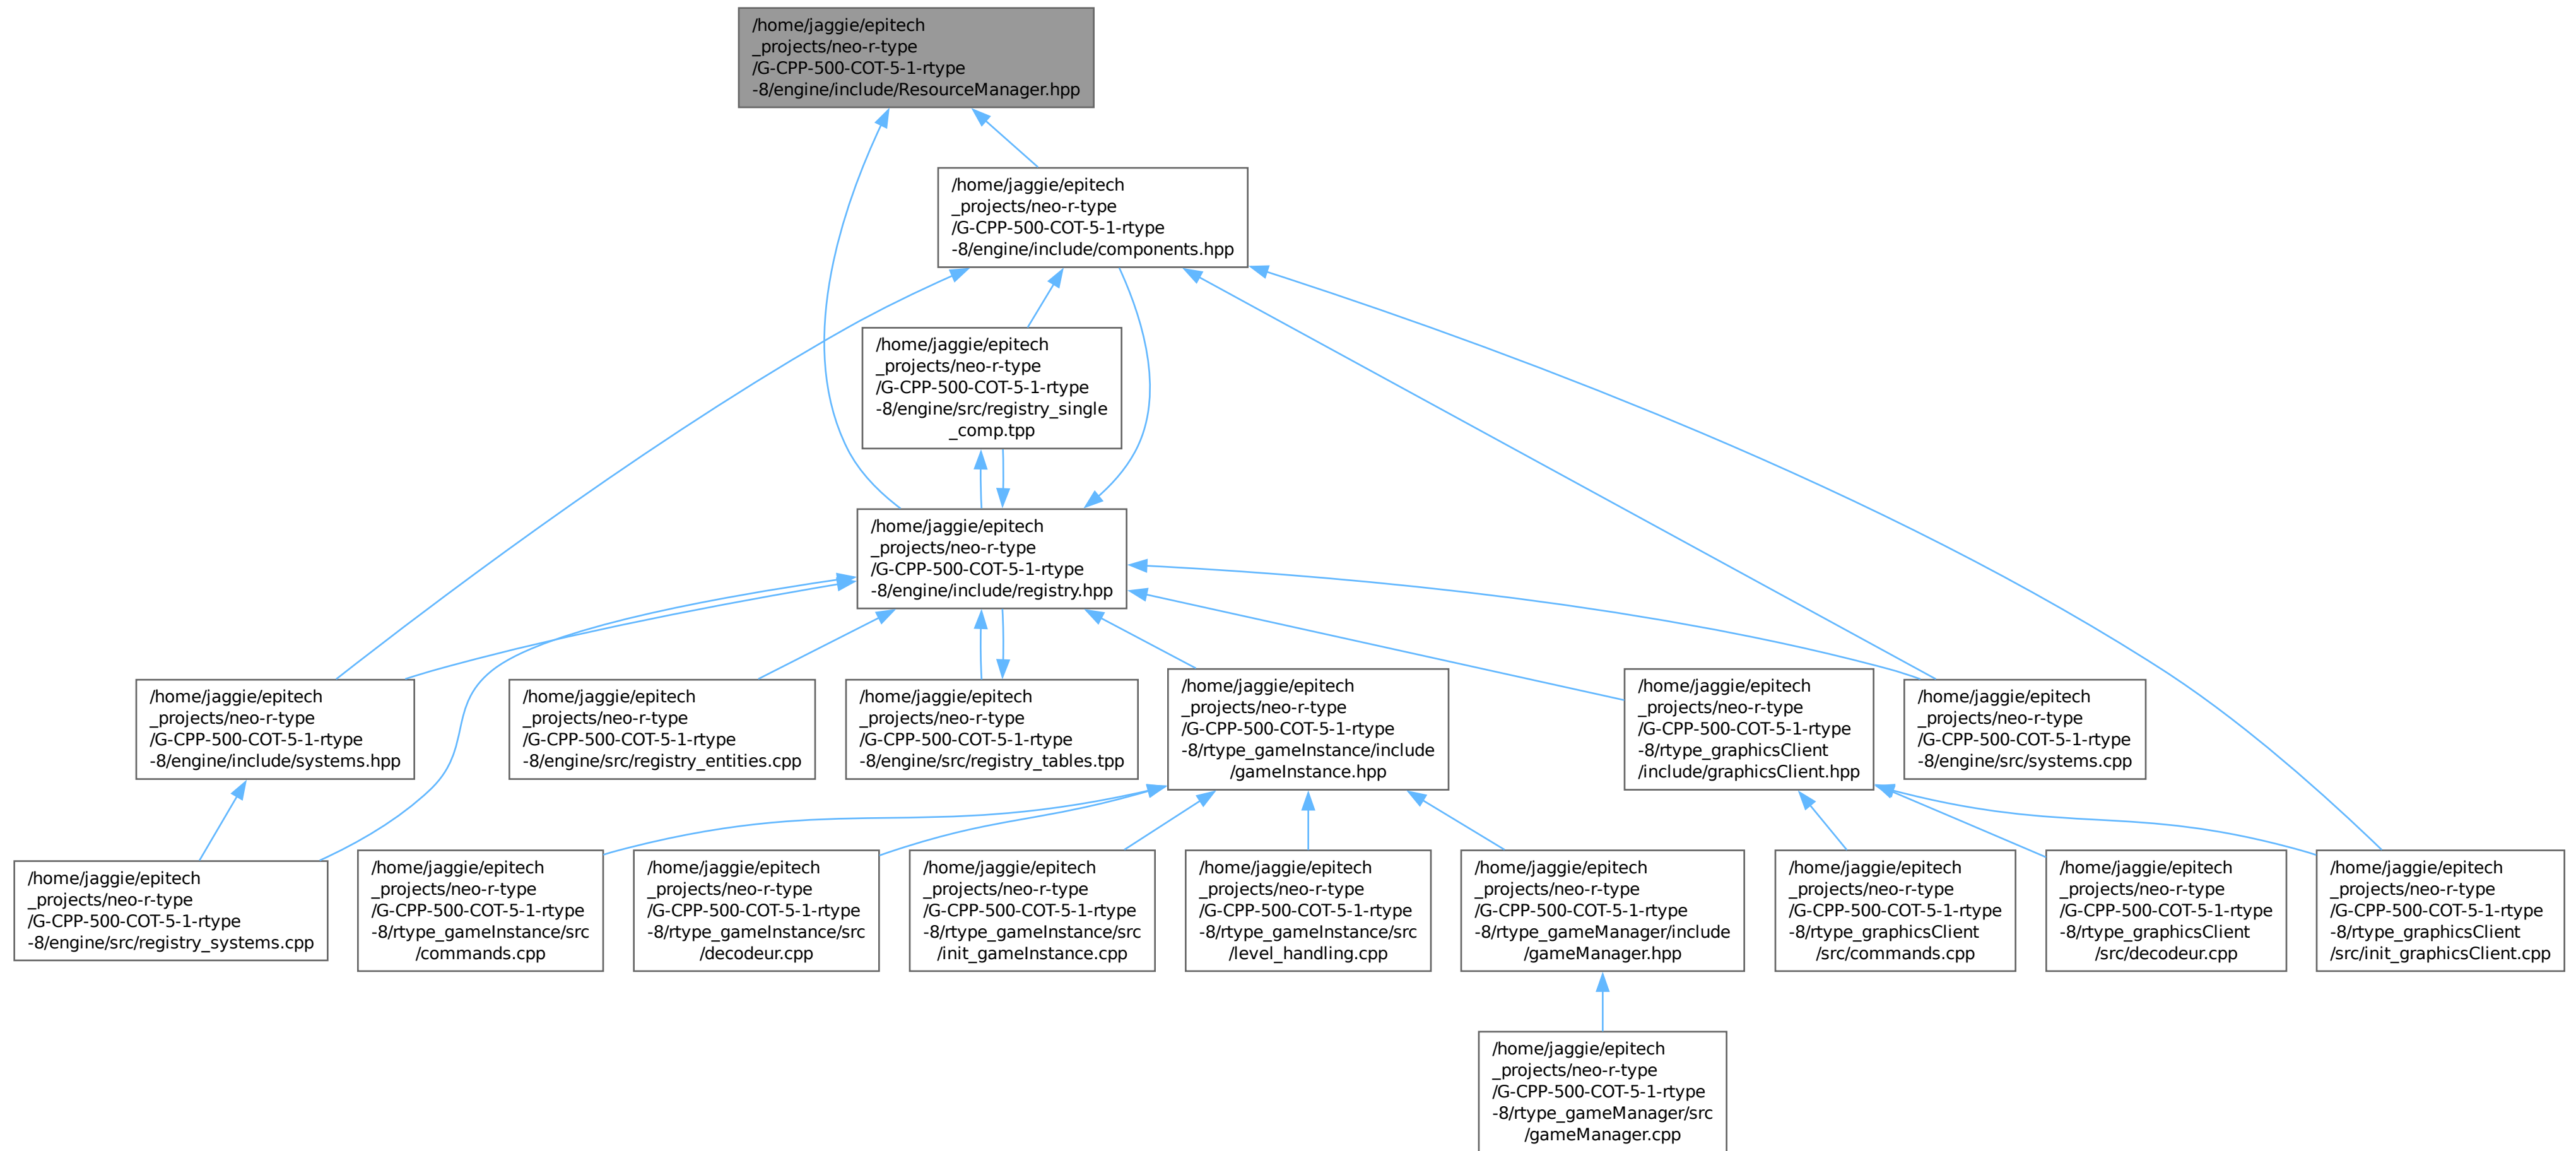 /home/jaggie/epitech
_projects/neo-r-type
/G-CPP-500-COT-5-1-rtype
-8/engine/include/ResourceManager.hpp
/home/jaggie/epitech
_projects/neo-r-type
/G-CPP-500-COT-5-1-rtype
-8/engine/include/components.hpp
/home/jaggie/epitech
_projects/neo-r-type
/G-CPP-500-COT-5-1-rtype
-8/engine/src/registry_single
_comp.tpp
/home/jaggie/epitech
_projects/neo-r-type
/G-CPP-500-COT-5-1-rtype
-8/engine/include/registry.hpp
/home/jaggie/epitech
_projects/neo-r-type
/G-CPP-500-COT-5-1-rtype
-8/engine/include/systems.hpp
/home/jaggie/epitech
_projects/neo-r-type
/G-CPP-500-COT-5-1-rtype
-8/engine/src/registry_entities.cpp
/home/jaggie/epitech
_projects/neo-r-type
/G-CPP-500-COT-5-1-rtype
-8/engine/src/registry_tables.tpp
/home/jaggie/epitech
_projects/neo-r-type
/G-CPP-500-COT-5-1-rtype
-8/rtype_gameInstance/include
/gameInstance.hpp
/home/jaggie/epitech
_projects/neo-r-type
/G-CPP-500-COT-5-1-rtype
-8/rtype_graphicsClient
/include/graphicsClient.hpp
/home/jaggie/epitech
_projects/neo-r-type
/G-CPP-500-COT-5-1-rtype
-8/engine/src/systems.cpp
/home/jaggie/epitech
_projects/neo-r-type
/G-CPP-500-COT-5-1-rtype
-8/engine/src/registry_systems.cpp
/home/jaggie/epitech
_projects/neo-r-type
/G-CPP-500-COT-5-1-rtype
-8/rtype_gameInstance/src
/commands.cpp
/home/jaggie/epitech
_projects/neo-r-type
/G-CPP-500-COT-5-1-rtype
-8/rtype_gameInstance/src
/decodeur.cpp
/home/jaggie/epitech
_projects/neo-r-type
/G-CPP-500-COT-5-1-rtype
-8/rtype_gameInstance/src
/init_gameInstance.cpp
/home/jaggie/epitech
_projects/neo-r-type
/G-CPP-500-COT-5-1-rtype
-8/rtype_gameInstance/src
/level_handling.cpp
/home/jaggie/epitech
_projects/neo-r-type
/G-CPP-500-COT-5-1-rtype
-8/rtype_gameManager/include
/gameManager.hpp
/home/jaggie/epitech
_projects/neo-r-type
/G-CPP-500-COT-5-1-rtype
-8/rtype_graphicsClient
/src/commands.cpp
/home/jaggie/epitech
_projects/neo-r-type
/G-CPP-500-COT-5-1-rtype
-8/rtype_graphicsClient
/src/decodeur.cpp
/home/jaggie/epitech
_projects/neo-r-type
/G-CPP-500-COT-5-1-rtype
-8/rtype_graphicsClient
/src/init_graphicsClient.cpp
/home/jaggie/epitech
_projects/neo-r-type
/G-CPP-500-COT-5-1-rtype
-8/rtype_gameManager/src
/gameManager.cpp